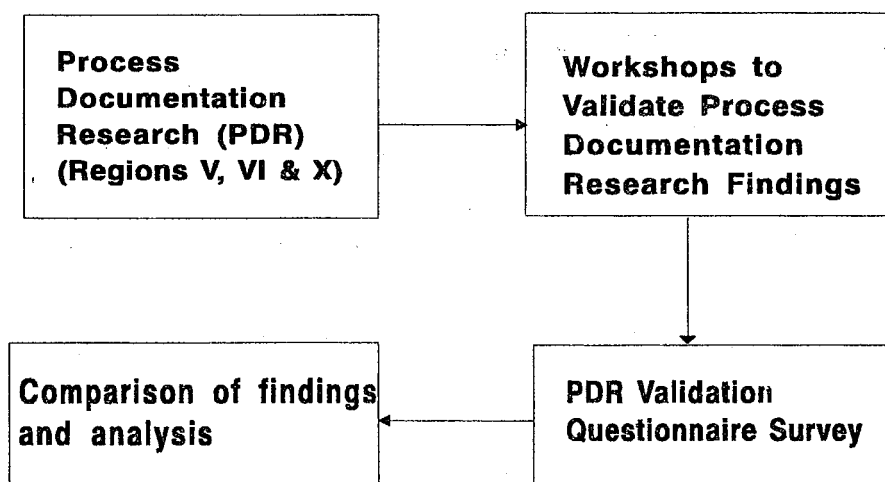 Process
Documentation
Research (PDR)
(Regions V, VI & X)
Workshops to
Validate Process
Documentation
Research Findings
PDR Validation
Questionnaire Survey
Comparison of findings
and analysis